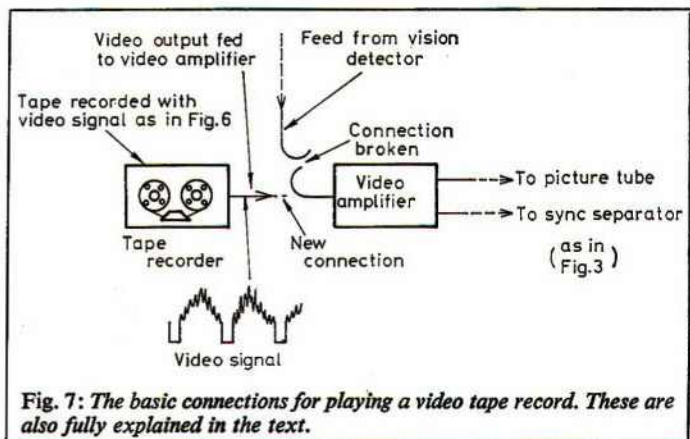 Video output fed
to video amplifier
Feed from vision
detector
Tape recorded with
video signal as in Fig.6
Connection
broken
Video
amplifier
To picture tube
To sync separator
(as in
Fig.3)
Tape
recorder
New
connection
Video signal
Fig. 7: The basic connections for playing a video tape record. These are
also fully explained in the text.